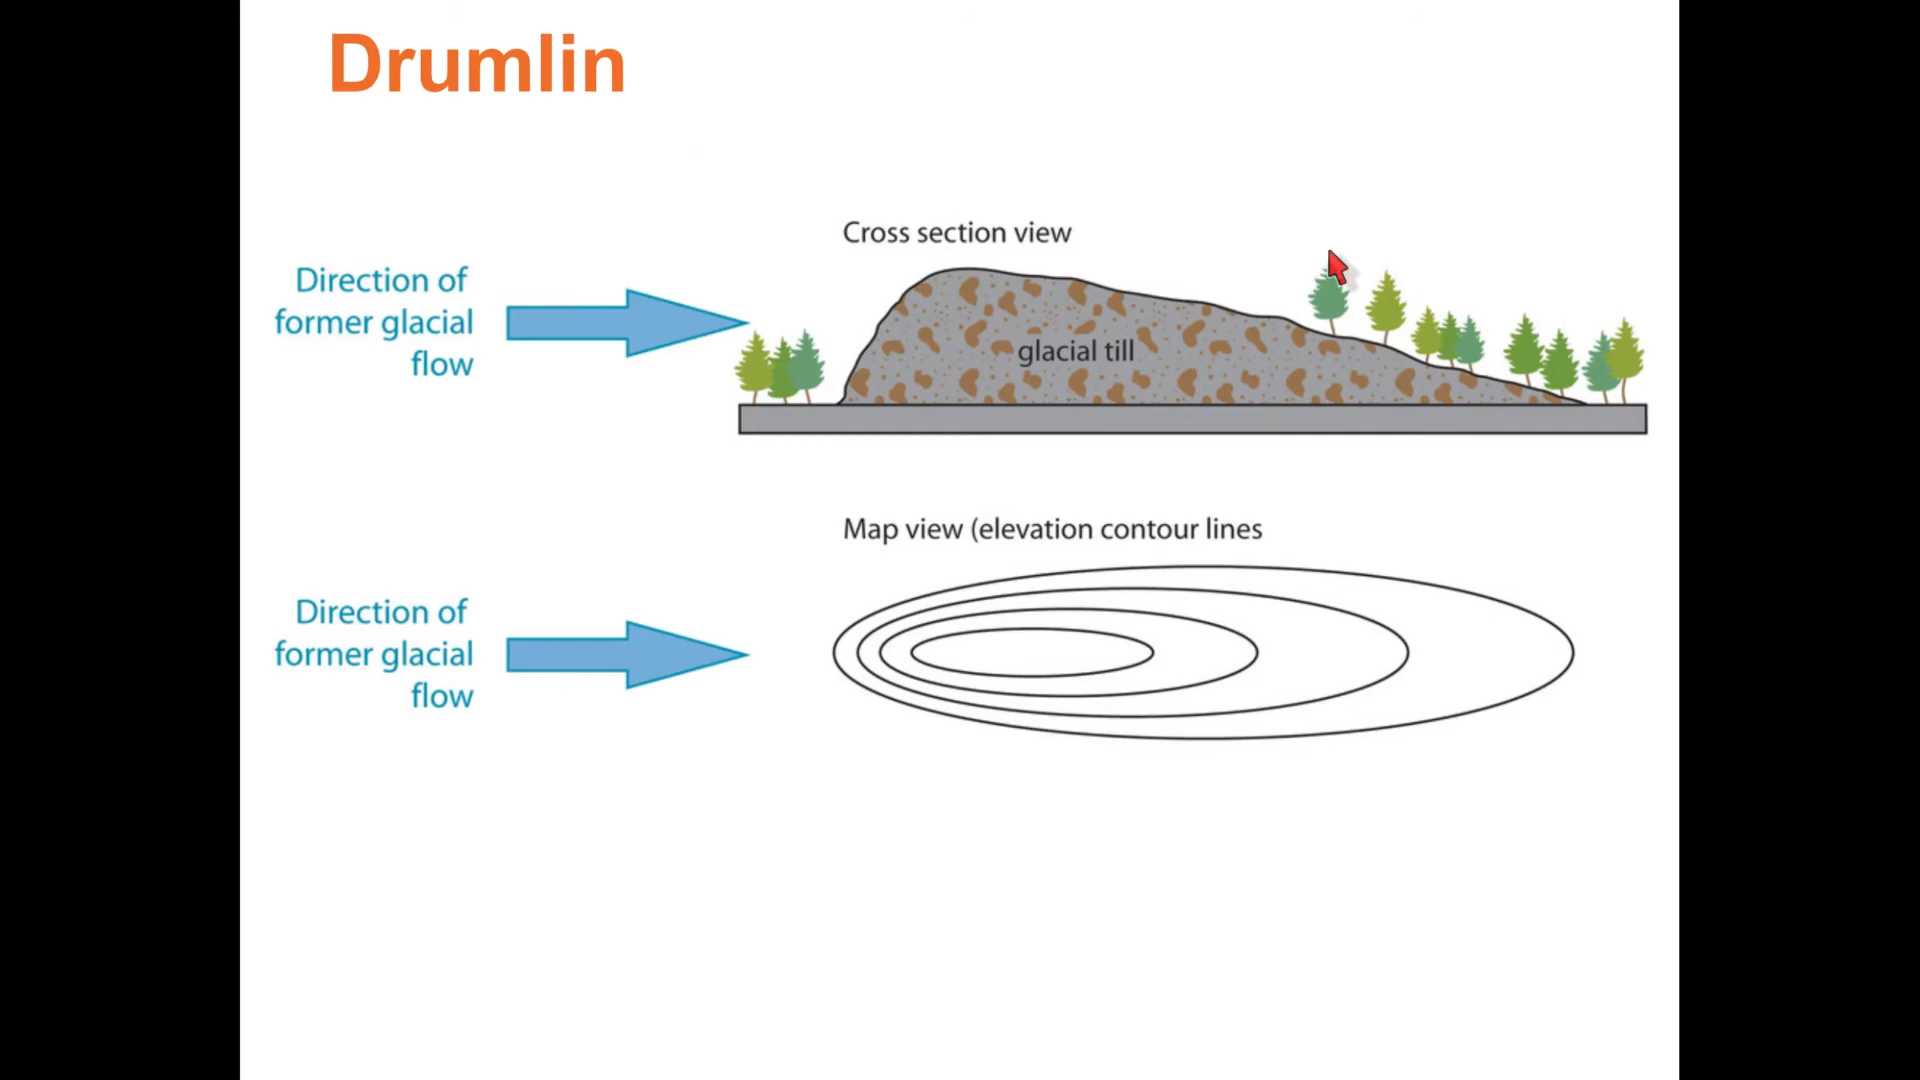 Drumlin
Cross section view
Direction of
former glacial
flow
glacial till
Map view (elevation contour lines
Direction of
former glacial
flow